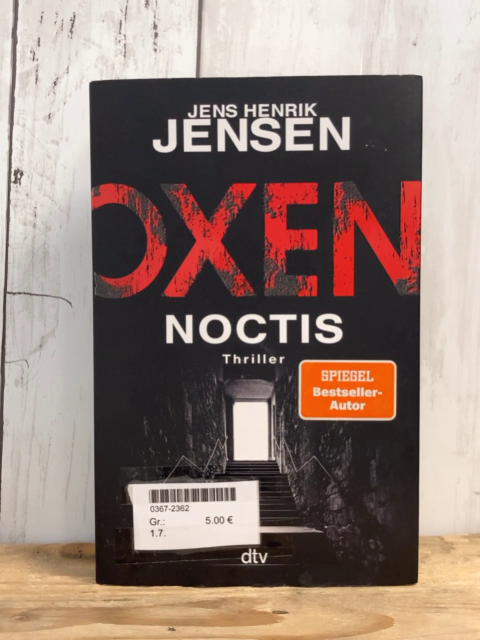 JENS HENRIK
JENSEN
OXEN
NOCTIS
Thriller
SPIEGEL
Bestseller-
Autor
0367-2362
Gr.: 5.00 €
1.7.
dtv